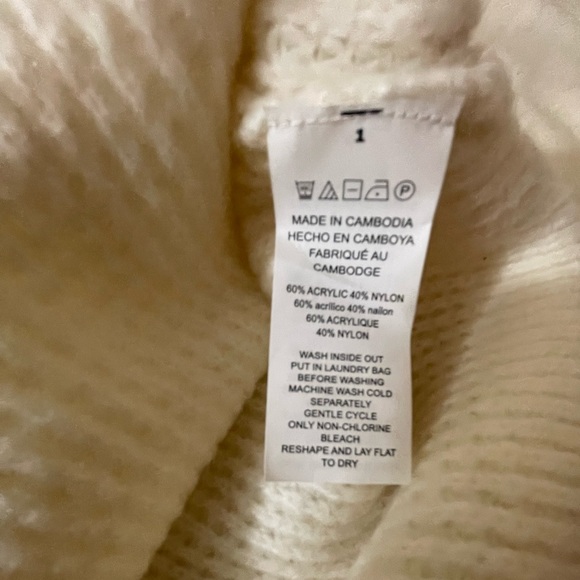 1
P
MADE IN CAMBODIA
HECHO EN CAMBOYA
FABRIQUÉ AU
CAMBODGE
60% ACRYLIC 40% NYLON
60% acrílico 40% nailon
60% ACRYLIQUE
40% NYLON
WASH INSIDE OUT
PUT IN LAUNDRY BAG
BEFORE WASHING
MACHINE WASH COLD
SEPARATELY
GENTLE CYCLE
ONLY NON-CHLORINE
BLEACH
RESHAPE AND LAY FLAT
TO DRY